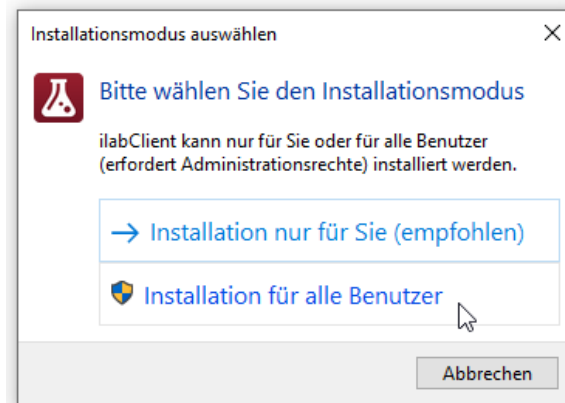 Installationsmodus auswählen
Bitte wählen Sie den Installationsmodus
ilabClient kann nur für Sie oder für alle Benutzer
(erfordert Administrationsrechte) installiert werden.
Installation nur für Sie (empfohlen)
Installation für alle Benutzer
Abbrechen